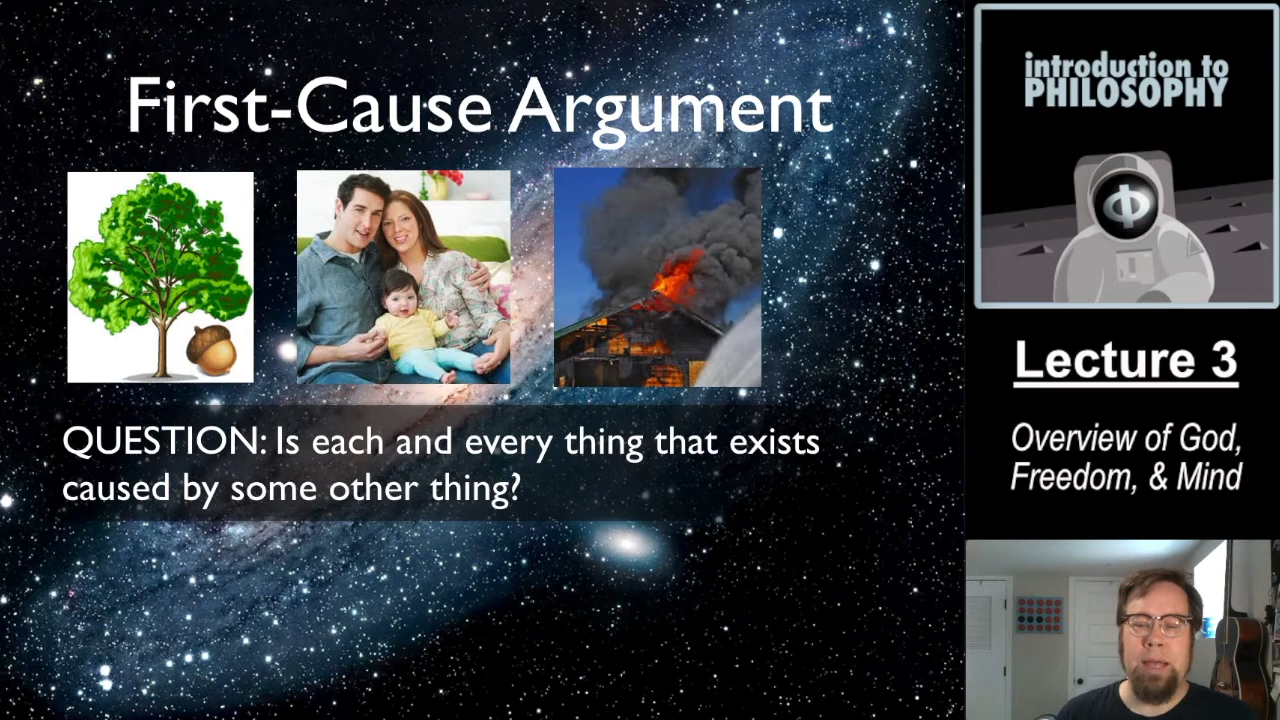 First-Cause Argument
QUESTION: Is each and every thing that exists
caused by some other thing?
introduction to
PHILOSOPHY
Lecture 3
Overview of God,
Freedom, & Mind